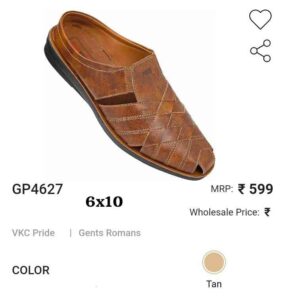 GP4627
6x10
MRP: ₹ 599
Wholesale Price: ₹
VKC Pride | Gents Romans
COLOR
Tan